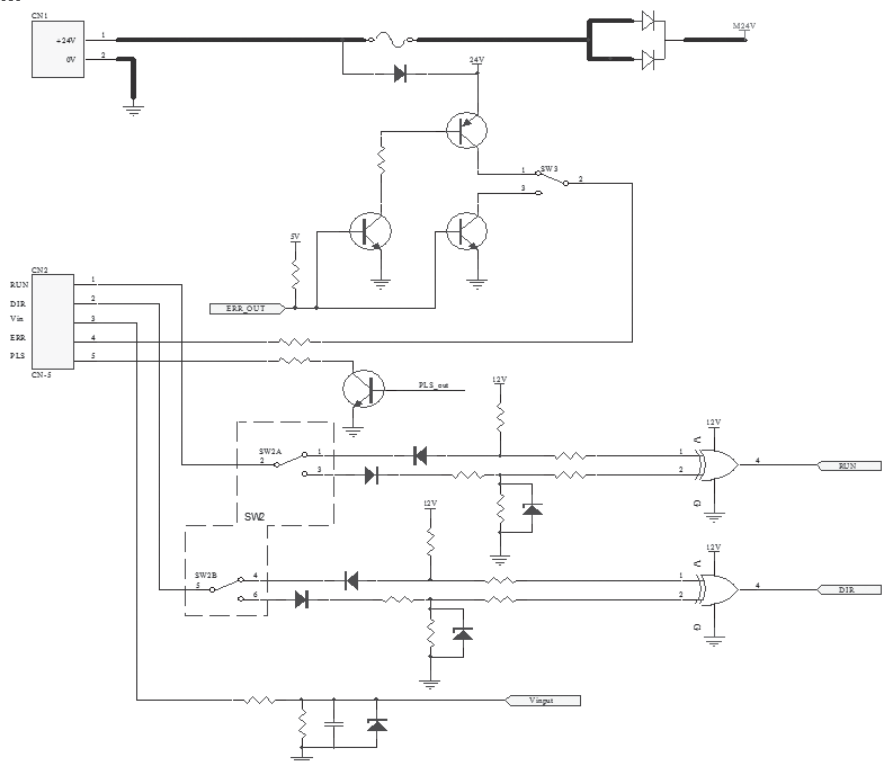 CN1
+24V
1
0V
2
M24V
24V
1
SW3
2
3
5V
CN2
RUN
1
DIR
2
Vin
3
ERR
4
PLS
5
CN-5
ERR_OUT
PLS_out
12V
12V
SW2A
2
1
3
V
1
2
4
RUN
G
SW2
12V
12V
SW2B
5
4
6
V
1
2
4
DIR
G
Vinput